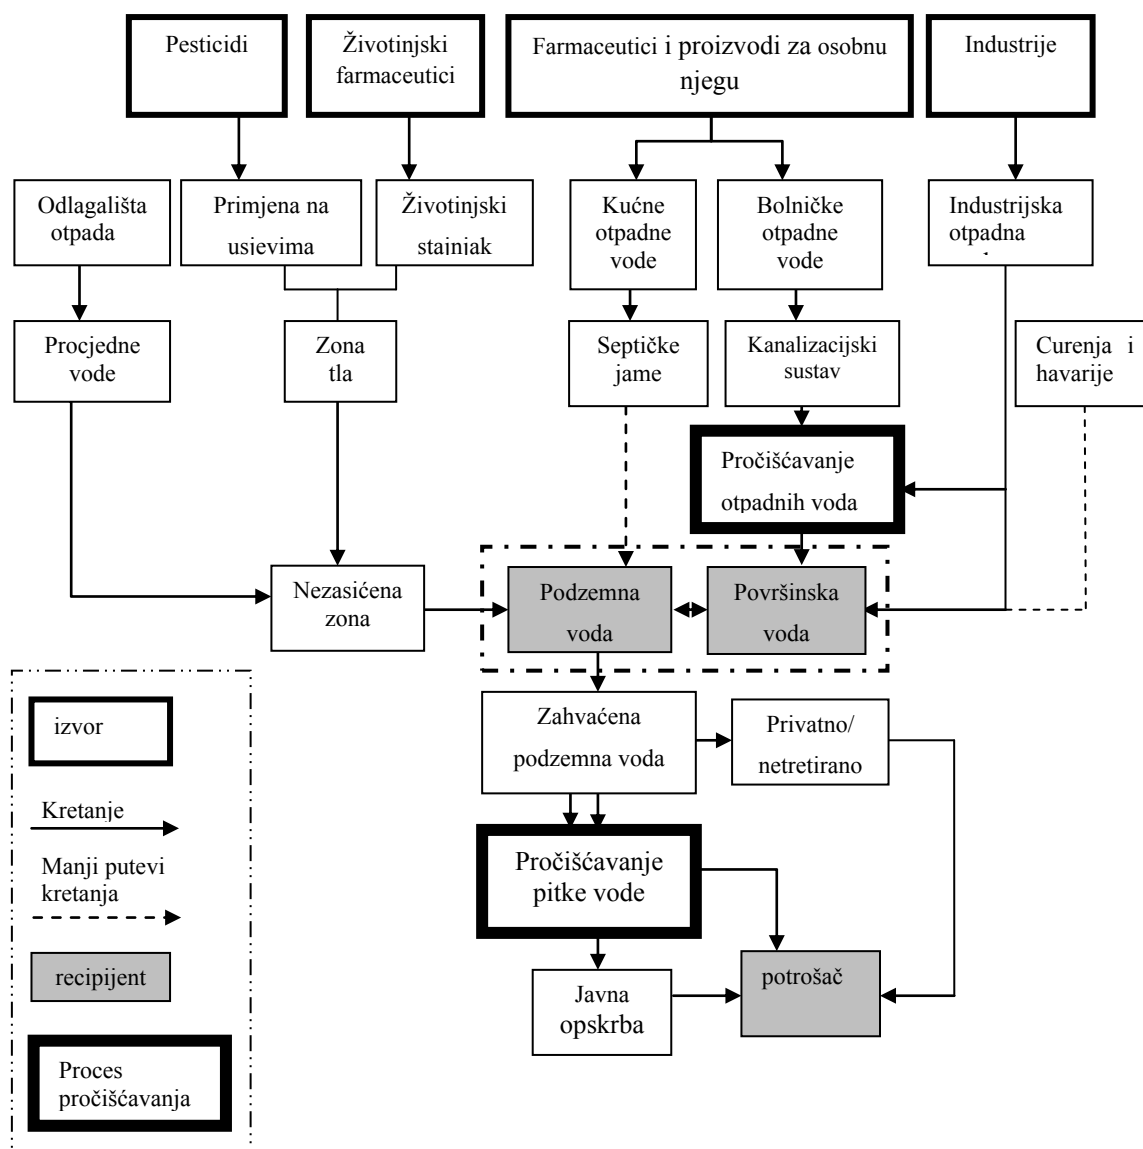 Pesticidi
Životinjski
farmaceutici
Farmaceutici i proizvodi za osobnu
njegu
Industrije
Odlagališta
otpada
Primjena na
usjevima
Životinjski
stajnjak
Kućne
otpadne
vode
Bolničke
otpadne
vode
Industrijska
otpadna
Procjedne
vode
Zona
tla
Septičke
jame
Kanalizacijski
sustav
Curenja i
havarije
Pročišćavanje
otpadnih voda
Nezasićena
zona
Podzemna
voda
Površinska
voda
Zahvaćena
podzemna voda
Privatno/
netretirano
Pročišćavanje
pitke vode
Javna
opskrba
potrošač
izvor
Kretanje
Manji putevi
kretanja
recipijent
Proces
pročišćavanja